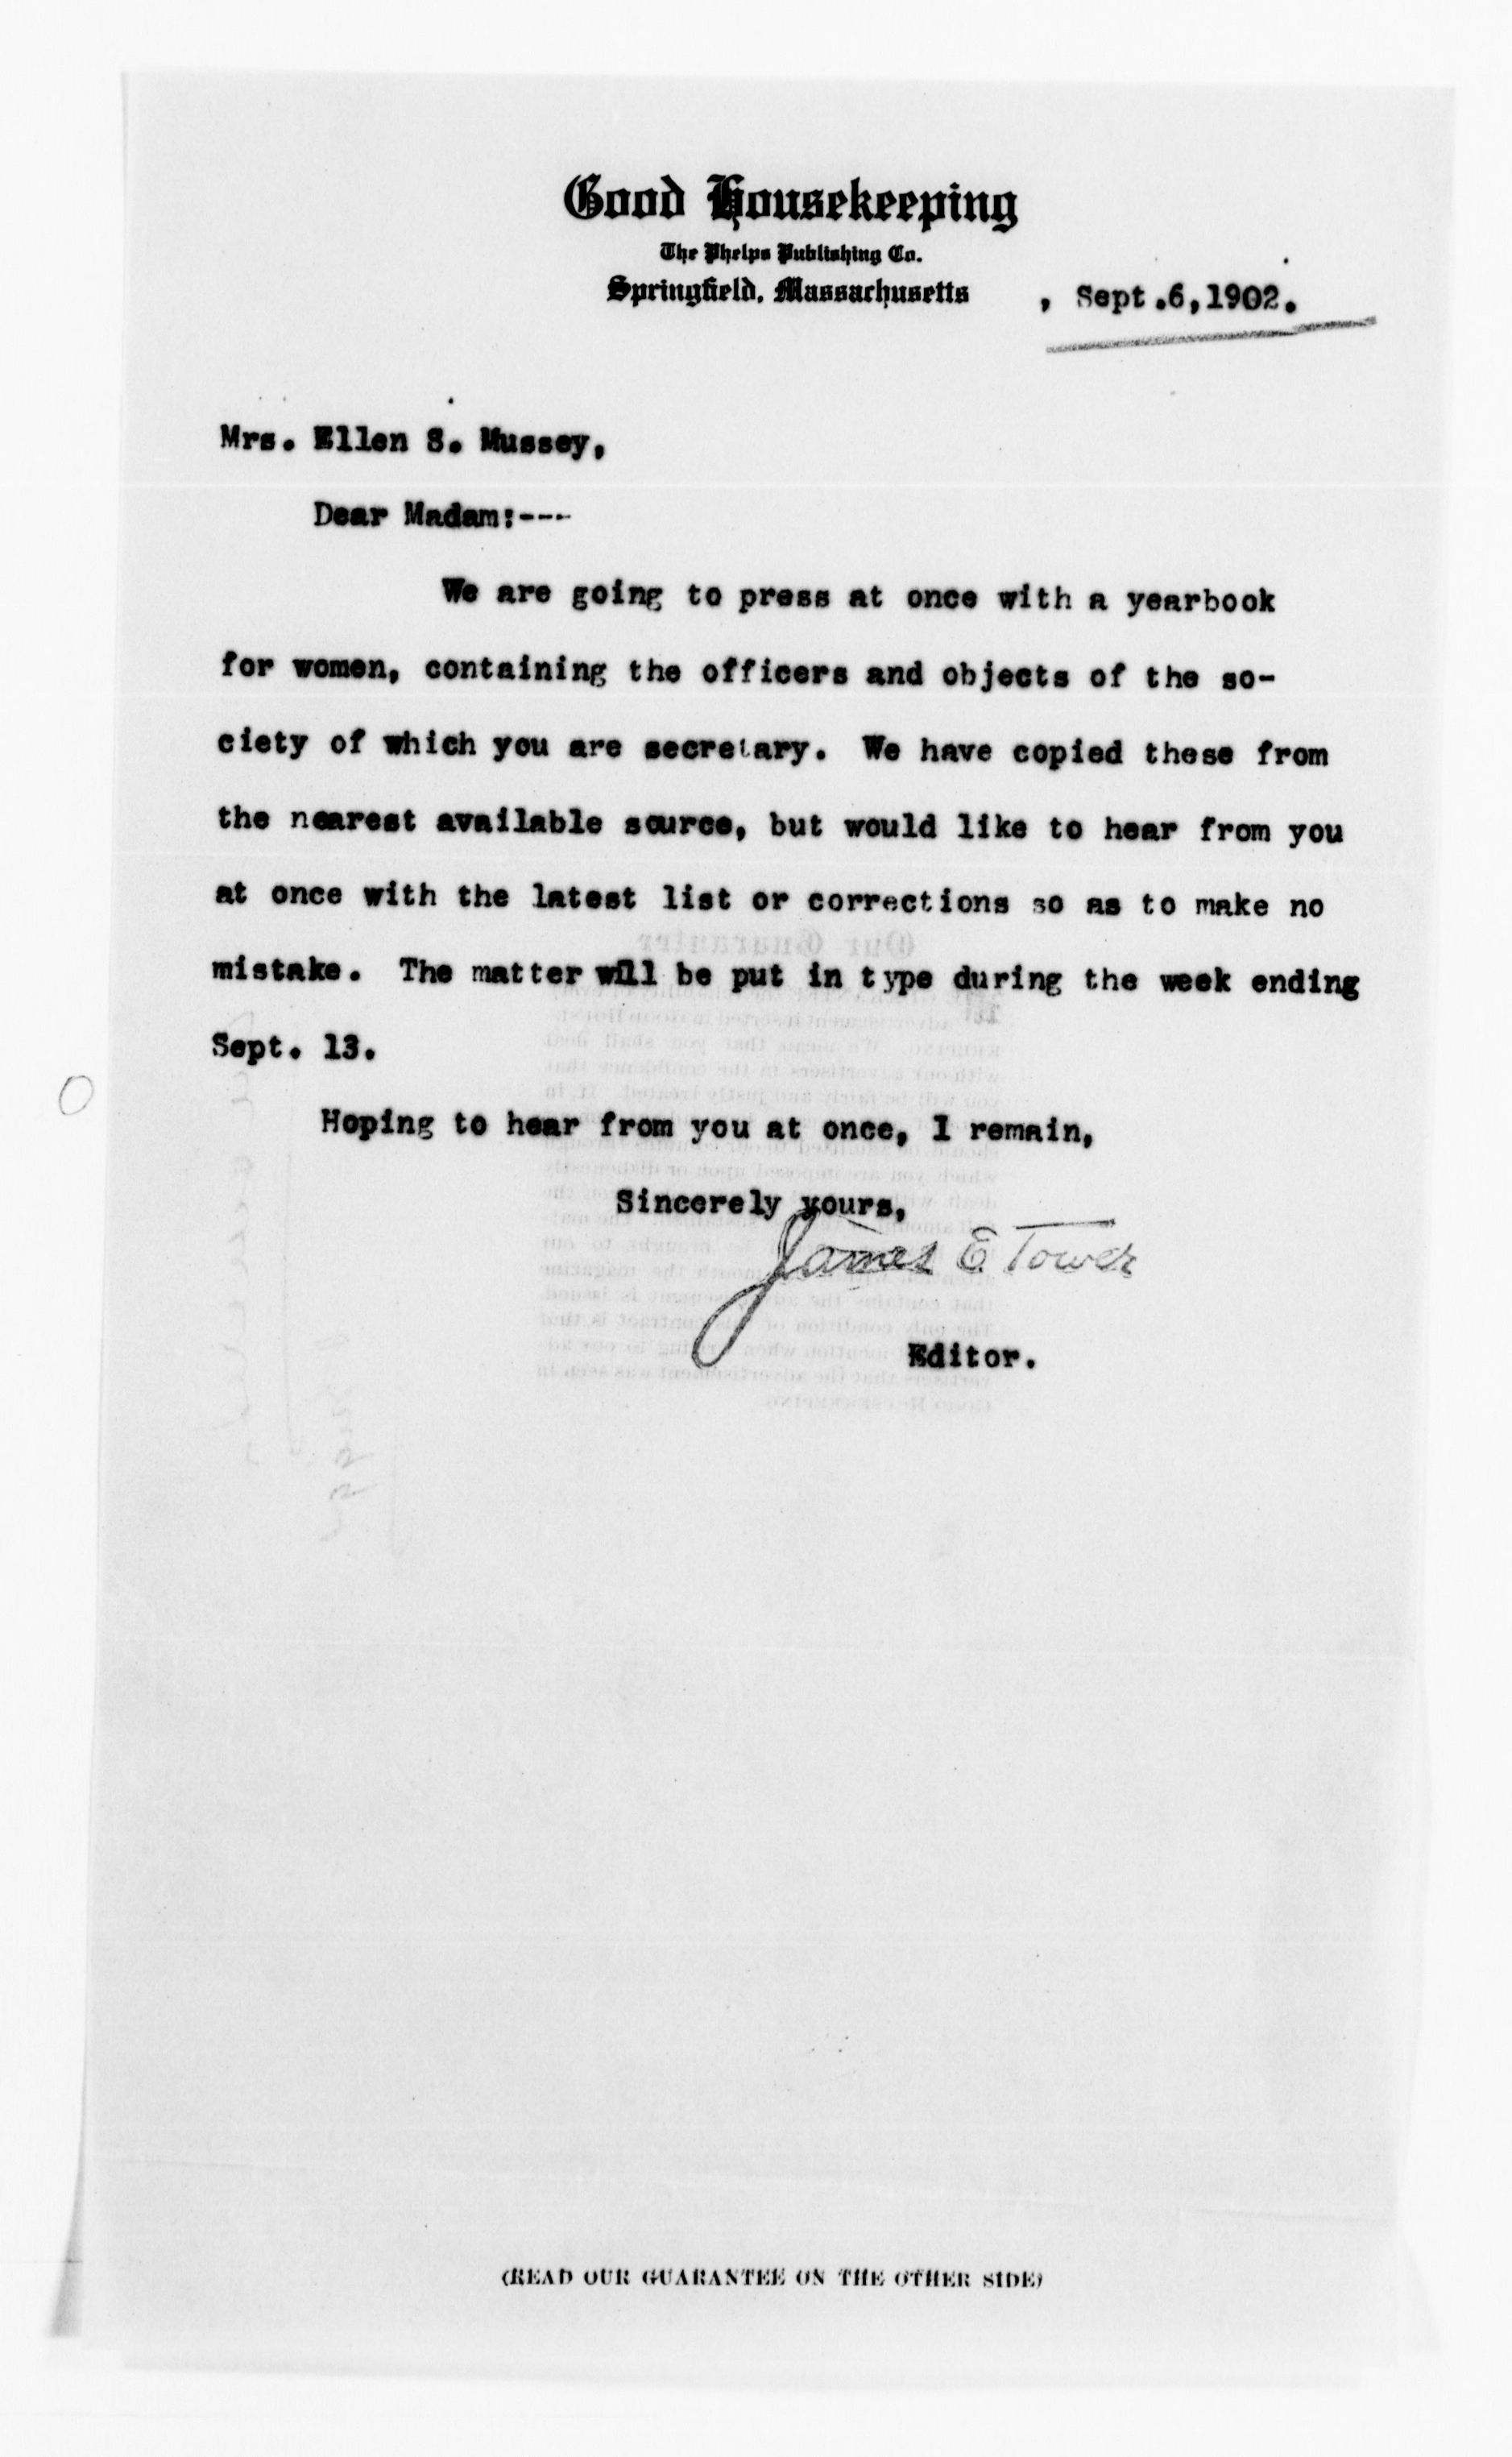 Good Housekeeping
The Phelps Publishing Co.
Springfield, Massachusetts , Sept.6,1902.
Mrs. Ellen S. Mussey,
Dear Madam:---
We are going to press at once with a yearbook
for women, containing the officers and objects of the so-
ciety of which you are secretary. We have copied these from
the nearest available source, but would like to hear from you
at once with the latest list or corrections so as to make no
mistake. The matter will be put in type during the week ending
Sept. 13.
Hoping to hear from you at once, I remain,
Sincerely yours,
James E Tower
Editor.
(READ OUR GUARANTEE ON THE OTHER SIDE)